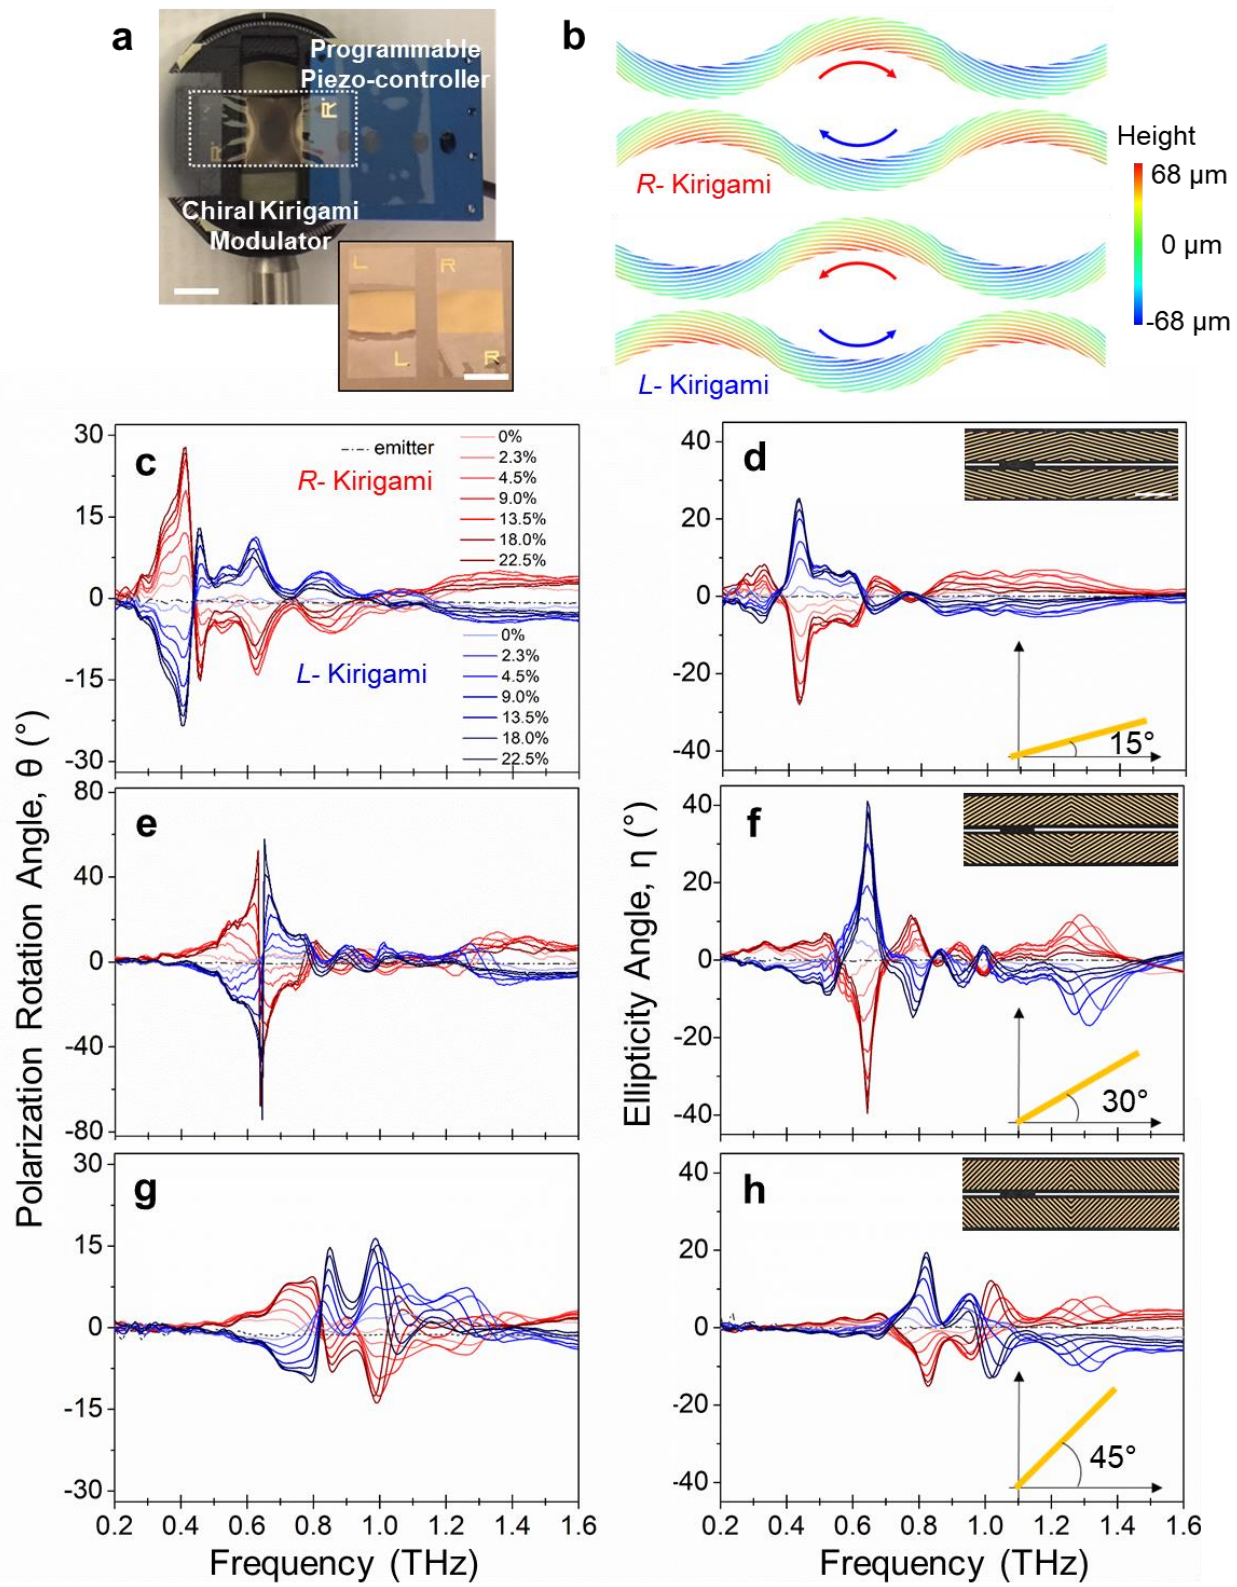 a
Programmable
Piezo-controller
R
R
Chiral Kirigami
Modulator
L
R
L
R
b
R- Kirigami
L- Kirigami
Height
68 µm
0 µm
-68 µm
Polarization Rotation Angle, θ (°)
c
emitter
R- Kirigami
0%
2.3%
4.5%
9.0%
13.5%
18.0%
22.5%
L- Kirigami
0%
2.3%
4.5%
9.0%
13.5%
18.0%
22.5%
30
15
0
-15
-30
Ellipticity Angle, η (°)
d
15°
40
20
0
-20
-40
e
80
40
0
-40
-80
f
30°
40
20
0
-20
-40
g
30
15
0
-15
-30
0.2 0.4 0.6 0.8 1.0 1.2 1.4 1.6
Frequency (THz)
h
45°
40
20
0
-20
-40
0.2 0.4 0.6 0.8 1.0 1.2 1.4 1.6
Frequency (THz)